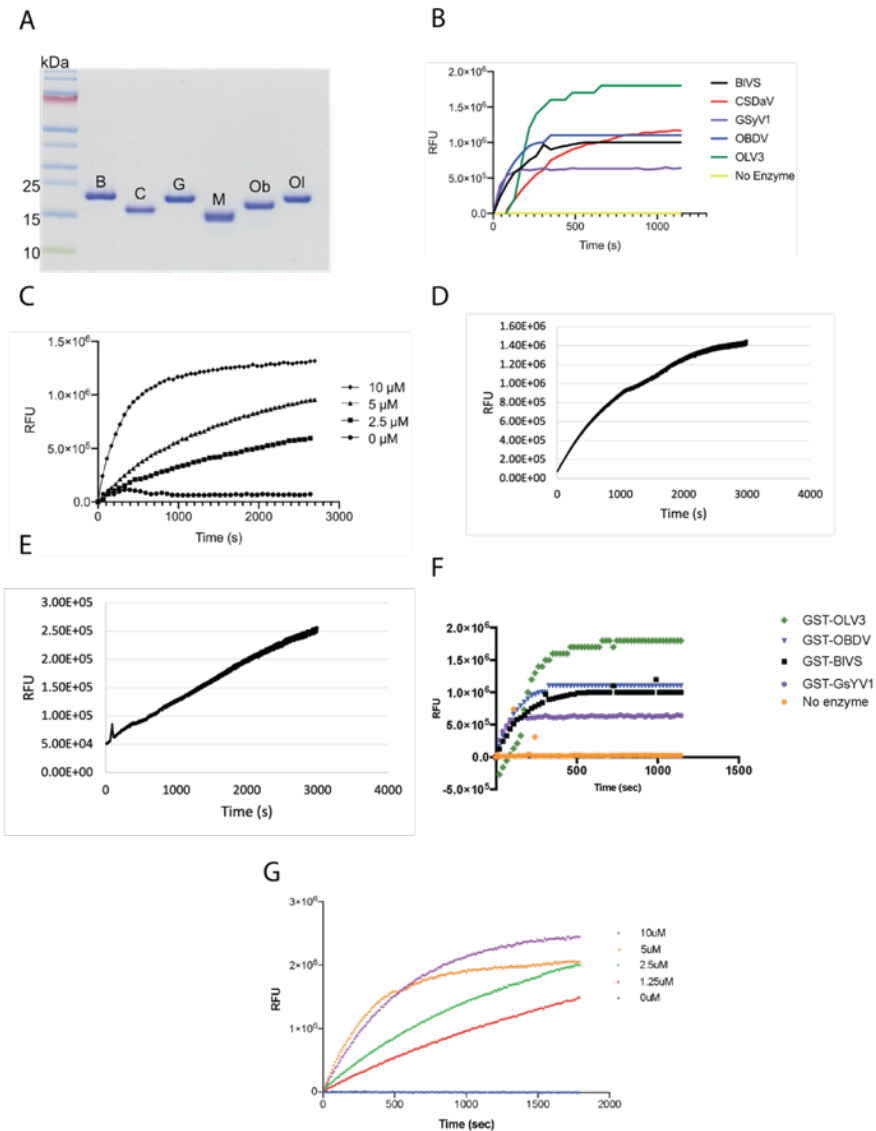 A
kDa
B
C
G
M
Ob
Ol
25
15
10
B
RFU
2.0×10⁶
1.5×10⁶
1.0×10⁶
5.0×10⁵
0
0
500
1000
Time (s)
BIVS
CSDaV
GSyV1
OBDV
OLV3
No Enzyme
C
RFU
1.5×10⁶
1.0×10⁶
5.0×10⁵
0.0
0
1000
2000
3000
Time (s)
10 µM
5 µM
2.5 µM
0 µM
D
RFU
1.60E+06
1.40E+06
1.20E+06
1.00E+06
8.00E+05
6.00E+05
4.00E+05
2.00E+05
0.00E+00
0
1000
2000
3000
4000
Time (s)
E
RFU
3.00E+05
2.50E+05
2.00E+05
1.50E+05
1.00E+05
5.00E+04
0.00E+00
0
1000
2000
3000
4000
Time (s)
F
RFU
2.0×10⁶
1.5×10⁶
1.0×10⁶
5.0×10⁵
0.0
-5.0×10⁵
500
1000
1500
Time (sec)
GST-OLV3
GST-OBDV
GST-BIVS
GST-GsYV1
No enzyme
G
RFU
3×10⁶
2×10⁶
1×10⁶
0
0
500
1000
1500
2000
Time (sec)
10uM
5uM
2.5uM
1.25uM
0uM